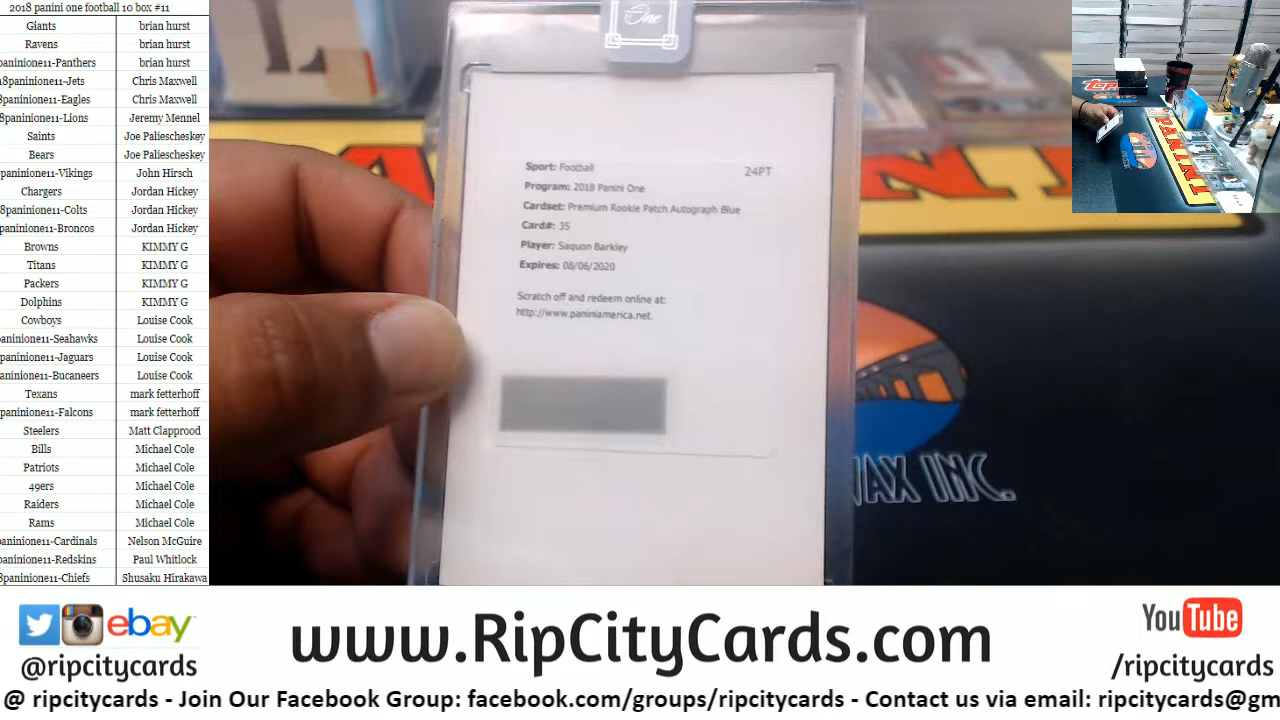 2018 panini one football 10 box #11
Giants brian hurst
Ravens brian hurst
paninione11-Panthers brian hurst
18paninione11-Jets Chris Maxwell
8paninione11-Eagles Chris Maxwell
8paninione11-Lions Jeremy Mennel
Saints Joe Paliescheskey
Bears Joe Paliescheskey
paninione11-Vikings John Hirsch
Chargers Jordan Hickey
8paninione11-Colts Jordan Hickey
paninione11-Broncos Jordan Hickey
Browns KIMMY G
Titans KIMMY G
Packers KIMMY G
Dolphins KIMMY G
Cowboys Louise Cook
aninione11-Seahawks Louise Cook
paninione11-Jaguars Louise Cook
aninione11-Bucaneers Louise Cook
Texans mark fetterhoff
paninione11-Falcons mark fetterhoff
Steelers Matt Clapprood
Bills Michael Cole
Patriots Michael Cole
49ers Michael Cole
Raiders Michael Cole
Rams Michael Cole
paninione11-Cardinals Nelson McGuire
paninione11-Redskins Paul Whitlock
8paninione11-Chiefs Shusaku Hirakawa
One
Sport: Football 24PT
Program: 2018 Panini One
Cardset: Premium Rookie Patch Autograph Blue
Card#: 35
Player: Saquon Barkley
Expires: 08/06/2020
Scratch off and redeem online at:
http://www.paniniamerica.net.
WAX INC.
PANINI
ebay
@ripcitycards
www.RipCityCards.com
YouTube
/ripcitycards
@ ripcitycards - Join Our Facebook Group: facebook.com/groups/ripcitycards - Contact us via email: ripcitycards@gm